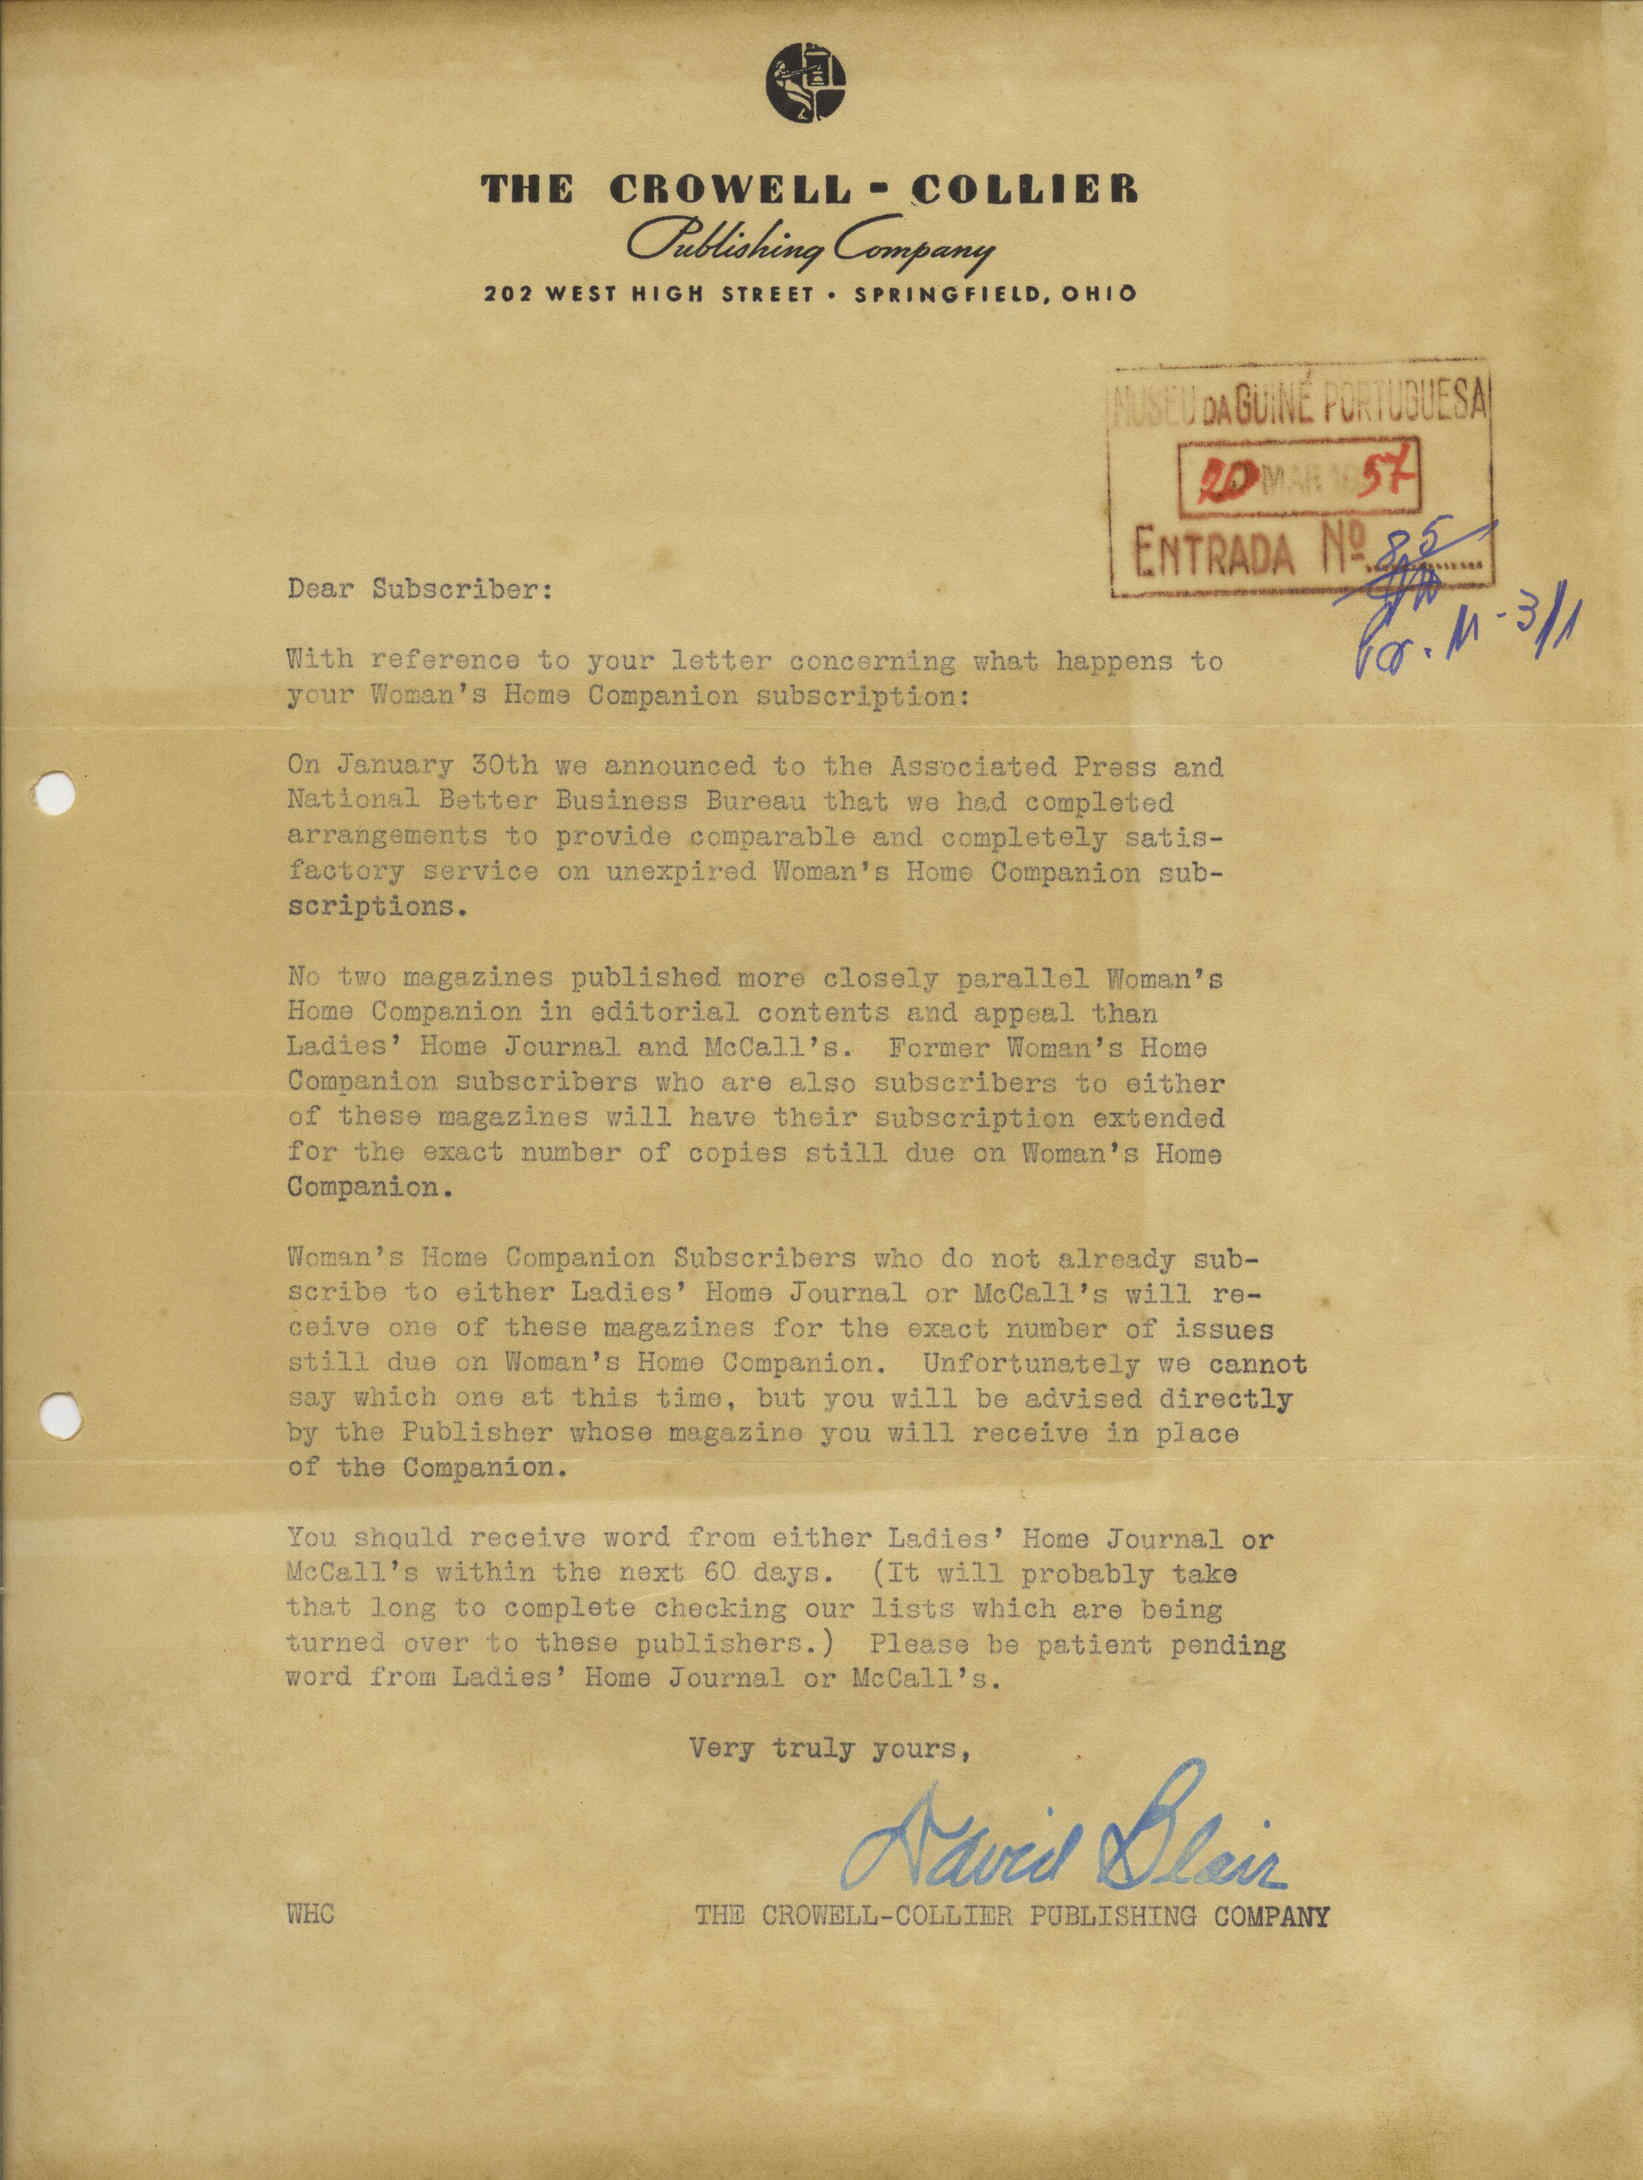 THE CROWELL - COLLIER
Publishing Company
202 WEST HIGH STREET • SPRINGFIELD, OHIO
MUSEU DA GUINÉ PORTUGUESA
20 MAR 57
ENTRADA Nº 85
11-3/1
Dear Subscriber:
With reference to your letter concerning what happens to
your Woman's Home Companion subscription:
On January 30th we announced to the Associated Press and
National Better Business Bureau that we had completed
arrangements to provide comparable and completely satis-
factory service on unexpired Woman's Home Companion sub-
scriptions.
No two magazines published more closely parallel Woman's
Home Companion in editorial contents and appeal than
Ladies' Home Journal and McCall's. Former Woman's Home
Companion subscribers who are also subscribers to either
of these magazines will have their subscription extended
for the exact number of copies still due on Woman's Home
Companion.
Woman's Home Companion Subscribers who do not already sub-
scribe to either Ladies' Home Journal or McCall's will re-
ceive one of these magazines for the exact number of issues
still due on Woman's Home Companion. Unfortunately we cannot
say which one at this time, but you will be advised directly
by the Publisher whose magazine you will receive in place
of the Companion.
You should receive word from either Ladies' Home Journal or
McCall's within the next 60 days. (It will probably take
that long to complete checking our lists which are being
turned over to these publishers.) Please be patient pending
word from Ladies' Home Journal or McCall's.
Very truly yours,
David Blair
WHC THE CROWELL-COLLIER PUBLISHING COMPANY